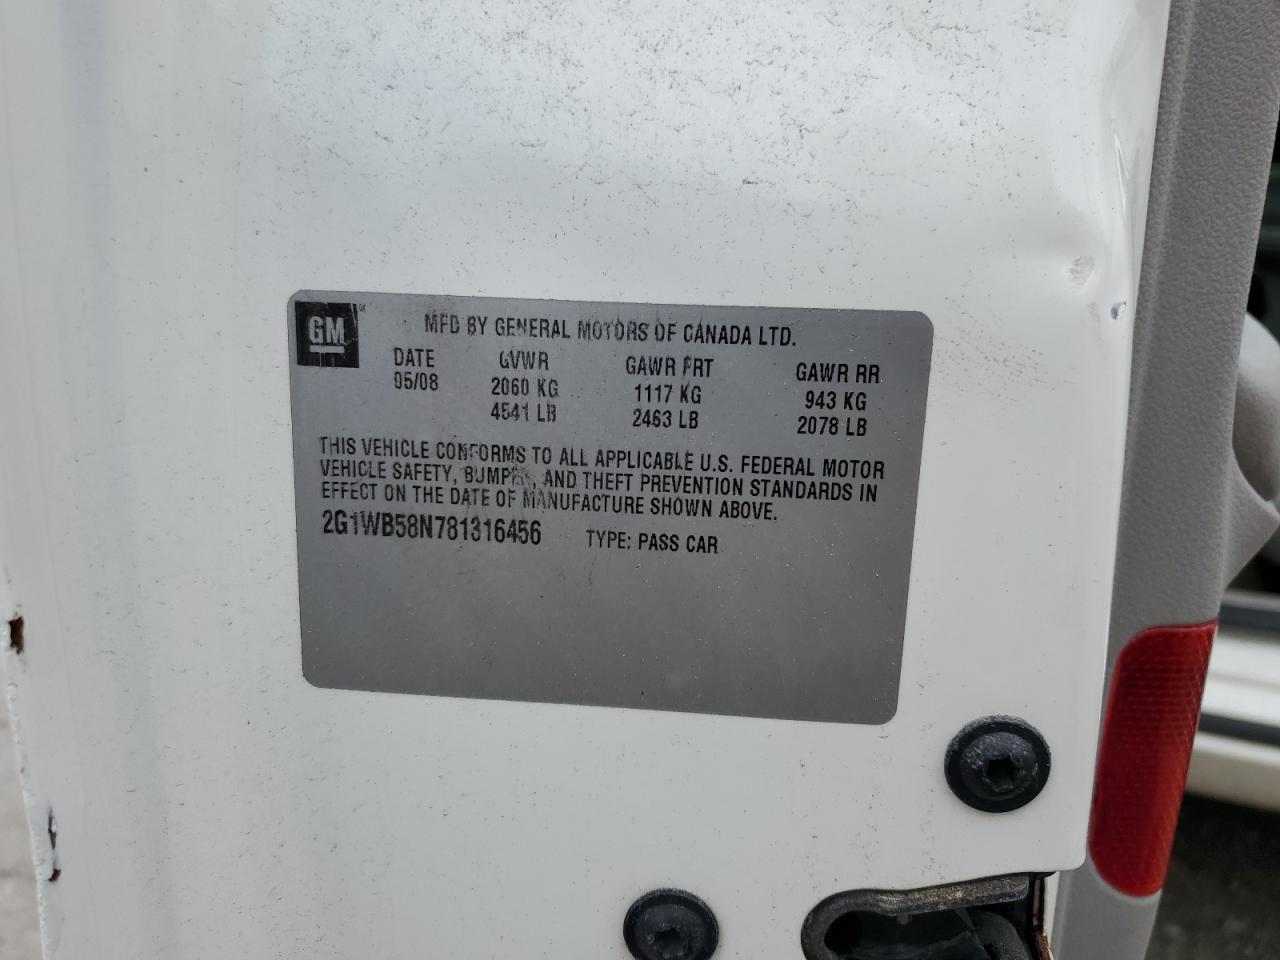 GM
MFD BY GENERAL MOTORS OF CANADA LTD.
DATE GVWR GAWR FRT GAWR RR
05/08 2060 KG 1117 KG 943 KG
4541 LB 2463 LB 2078 LB
THIS VEHICLE CONFORMS TO ALL APPLICABLE U.S. FEDERAL MOTOR
VEHICLE SAFETY, BUMPER, AND THEFT PREVENTION STANDARDS IN
EFFECT ON THE DATE OF MANUFACTURE SHOWN ABOVE.
2G1WB58N781316456 TYPE: PASS CAR